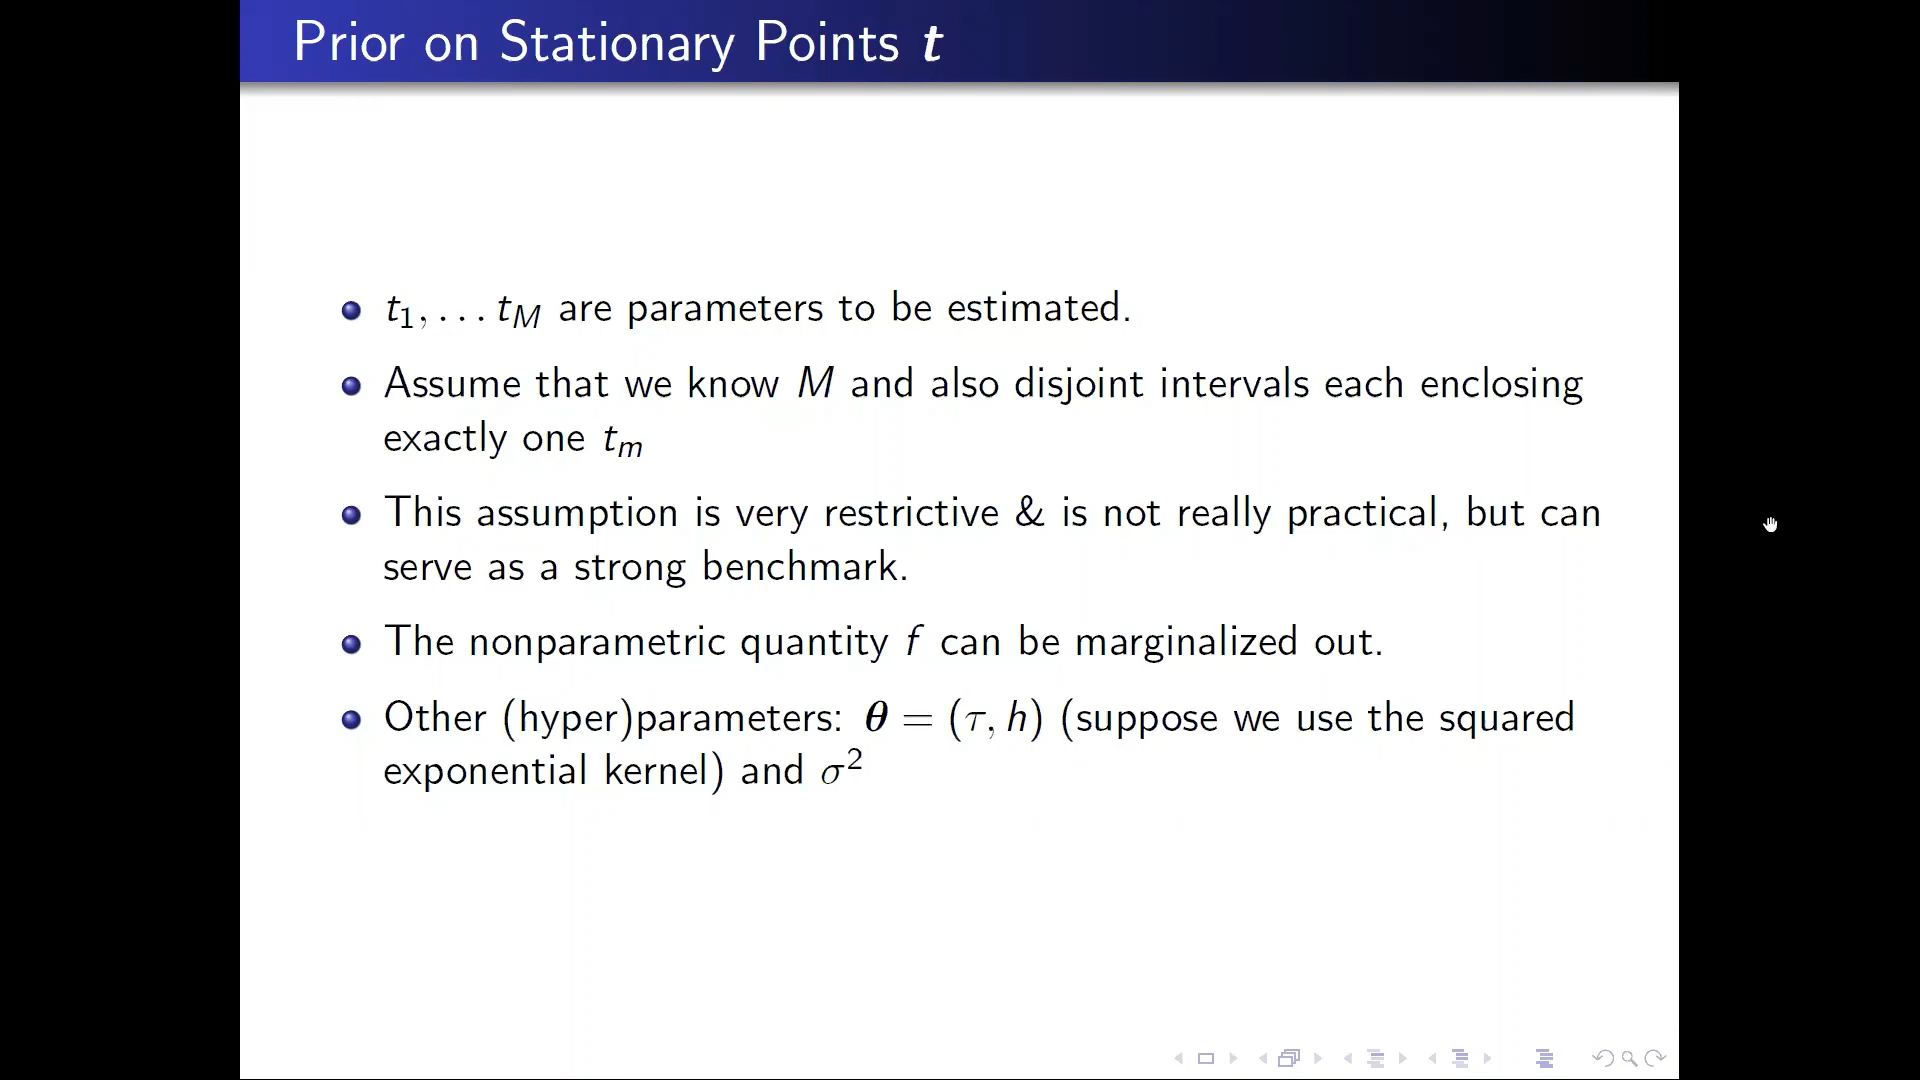 Prior on Stationary Points t
t₁, … t_M are parameters to be estimated.
Assume that we know M and also disjoint intervals each enclosing
exactly one t_m
This assumption is very restrictive & is not really practical, but can
serve as a strong benchmark.
The nonparametric quantity f can be marginalized out.
Other (hyper)parameters: θ = (τ, h) (suppose we use the squared
exponential kernel) and σ²